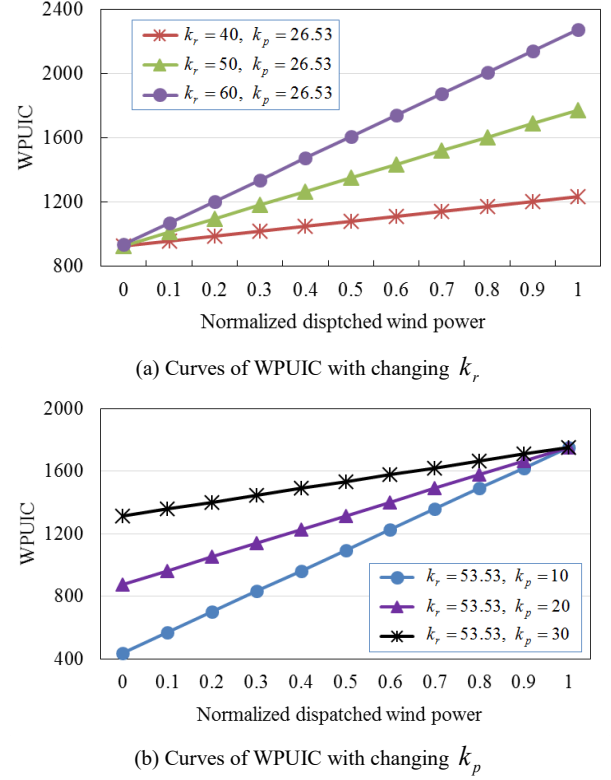 2400
2000
1600
1200
800
WPUIC
k_r = 40, k_p = 26.53
k_r = 50, k_p = 26.53
k_r = 60, k_p = 26.53
0 0.1 0.2 0.3 0.4 0.5 0.6 0.7 0.8 0.9 1
Normalized disptched wind power
(a) Curves of WPUIC with changing k_r
2000
1600
1200
800
400
WPUIC
k_r = 53.53, k_p = 10
k_r = 53.53, k_p = 20
k_r = 53.53, k_p = 30
0 0.1 0.2 0.3 0.4 0.5 0.6 0.7 0.8 0.9 1
Normalized dispatched wind power
(b) Curves of WPUIC with changing k_p